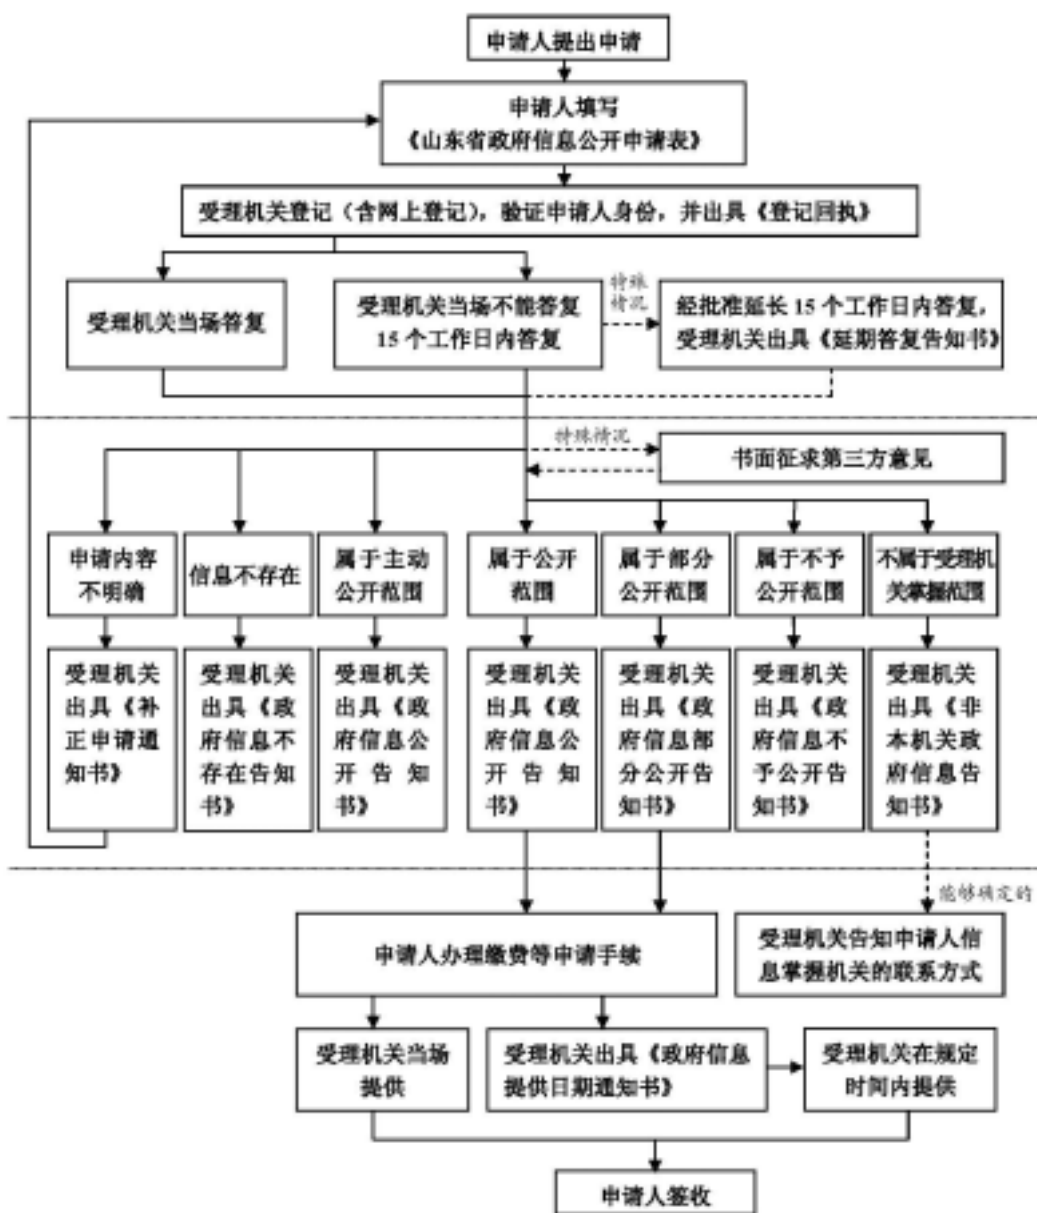 申请人提出申请
申请人填写
《山东省政府信息公开申请表》
受理机关登记（含网上登记），验证申请人身份，并出具《登记回执》
受理机关当场答复
受理机关当场不能答复
15 个工作日内答复
特殊
情况
经批准延长 15 个工作日内答复，
受理机关出具《延期答复告知书》
特殊情况
书面征求第三方意见
申请内容
不明确
信息不存在
属于主动
公开范围
属于公开
范围
属于部分
公开范围
属于不予
公开范围
不属于受理机
关掌握范围
受理机关
出具《补
正申请通
知书》
受理机关
出具《政
府信息不
存在告知
书》
受理机关
出具《政
府信息公
开告知
书》
受理机关
出具《政
府信息公
开告知
书》
受理机关
出具《政
府信息部
分公开告
知书》
受理机关
出具《政
府信息不
予公开告
知书》
受理机关
出具《非
本机关政
府信息告
知书》
能够确定的
申请人办理缴费等申请手续
受理机关告知申请人信
息掌握机关的联系方式
受理机关当场
提供
受理机关出具《政府信息
提供日期通知书》
受理机关在规定
时间内提供
申请人签收